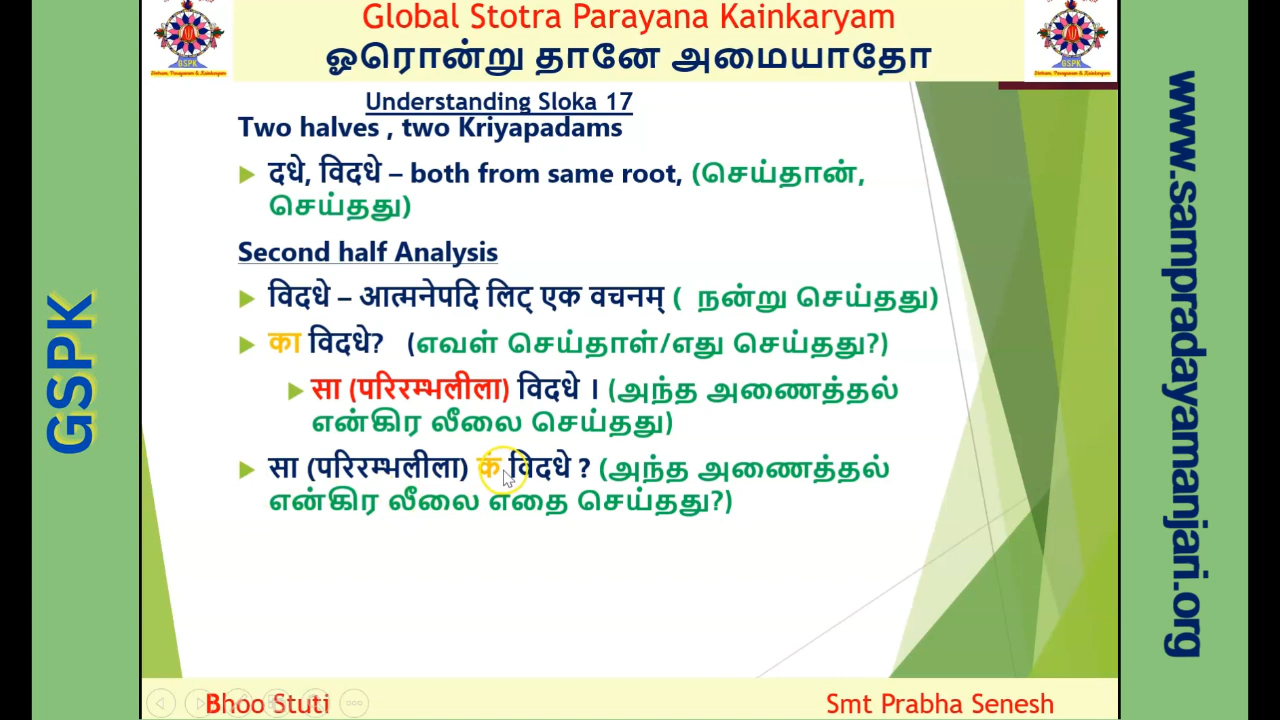 Global Stotra Parayana Kainkaryam
ஓரொன்று தானே அமையாதோ
GSPK
Understanding Sloka 17
Two halves , two Kriyapadams
दधे, विदधे – both from same root, (செய்தான்,
செய்தது)
Second half Analysis
विदधे – आत्मनेपदि लिट् एक वचनम् ( நன்று செய்தது)
का विदधे? (எவள் செய்தாள்/எது செய்தது?)
सा (परिरम्भलीला) विदधे । (அந்த அணைத்தல்
என்கிர லீலை செய்தது)
सा (परिरम्भलीला) कं विदधे ? (அந்த அணைத்தல்
என்கிர லீலை எதை செய்தது?)
Bhoo Stuti
Smt Prabha Senesh
GSPK
www.sampradayamanjari.org